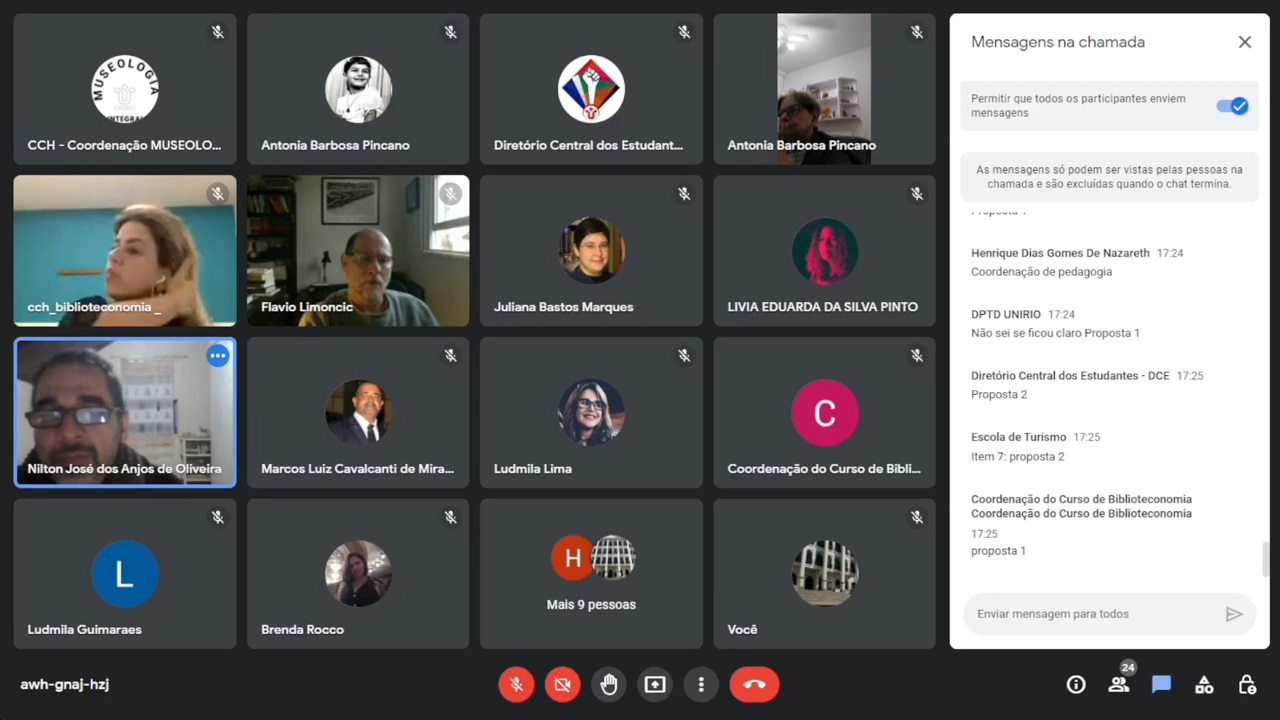 MUSEOLOGIA
INTEGRAL
CCH - Coordenação MUSEOLO...
Antonia Barbosa Pincano
Diretório Central dos Estudant...
Antonia Barbosa Pincano
cch_biblioteconomia _
Flavio Limoncic
Juliana Bastos Marques
LIVIA EDUARDA DA SILVA PINTO
Nilton José dos Anjos de Oliveira
Marcos Luiz Cavalcanti de Mira...
Ludmila Lima
C
Coordenação do Curso de Bibli...
L
Ludmila Guimaraes
Brenda Rocco
H
Mais 9 pessoas
Você
awh-gnaj-hzj
24
Mensagens na chamada
Permitir que todos os participantes enviem
mensagens
As mensagens só podem ser vistas pelas pessoas na
chamada e são excluídas quando o chat termina.
Proposta 1
Henrique Dias Gomes De Nazareth 17:24
Coordenação de pedagogia
DPTD UNIRIO 17:24
Não sei se ficou claro Proposta 1
Diretório Central dos Estudantes - DCE 17:25
Proposta 2
Escola de Turismo 17:25
Item 7: proposta 2
Coordenação do Curso de Biblioteconomia
Coordenação do Curso de Biblioteconomia
17:25
proposta 1
Enviar mensagem para todos